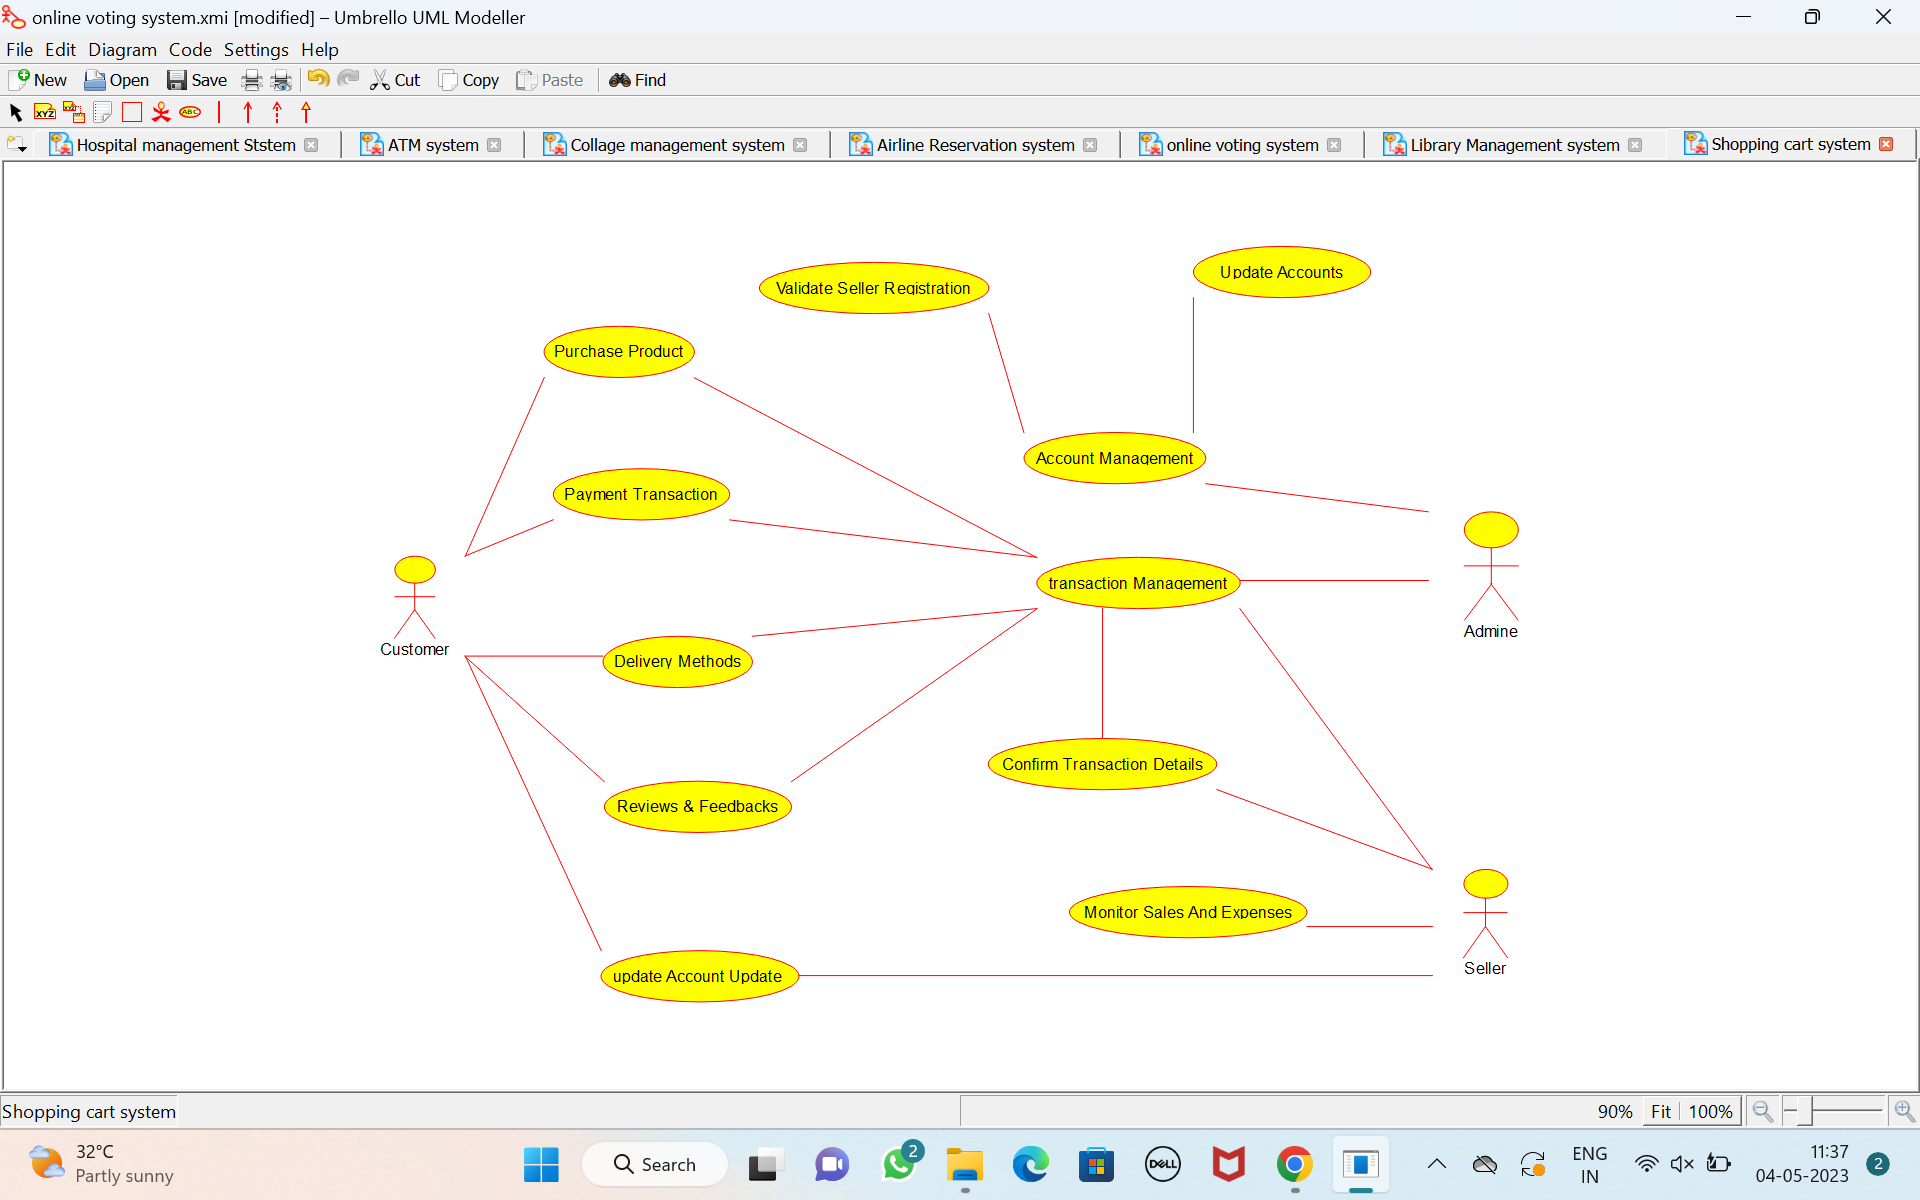 online voting system.xmi [modified] – Umbrello UML Modeller
File Edit Diagram Code Settings Help
New Open Save Cut Copy Paste Find
XYZ XYZ ABC
Hospital management Ststem ATM system Collage management system Airline Reservation system online voting system Library Management system Shopping cart system
Update Accounts
Validate Seller Registration
Purchase Product
Account Management
Payment Transaction
transaction Management
Admine
Customer
Delivery Methods
Confirm Transaction Details
Reviews & Feedbacks
Monitor Sales And Expenses
Seller
update Account Update
Shopping cart system 90% Fit 100%
32°C
Partly sunny
Search
2
DELL
ENG
IN
11:37
04-05-2023
2